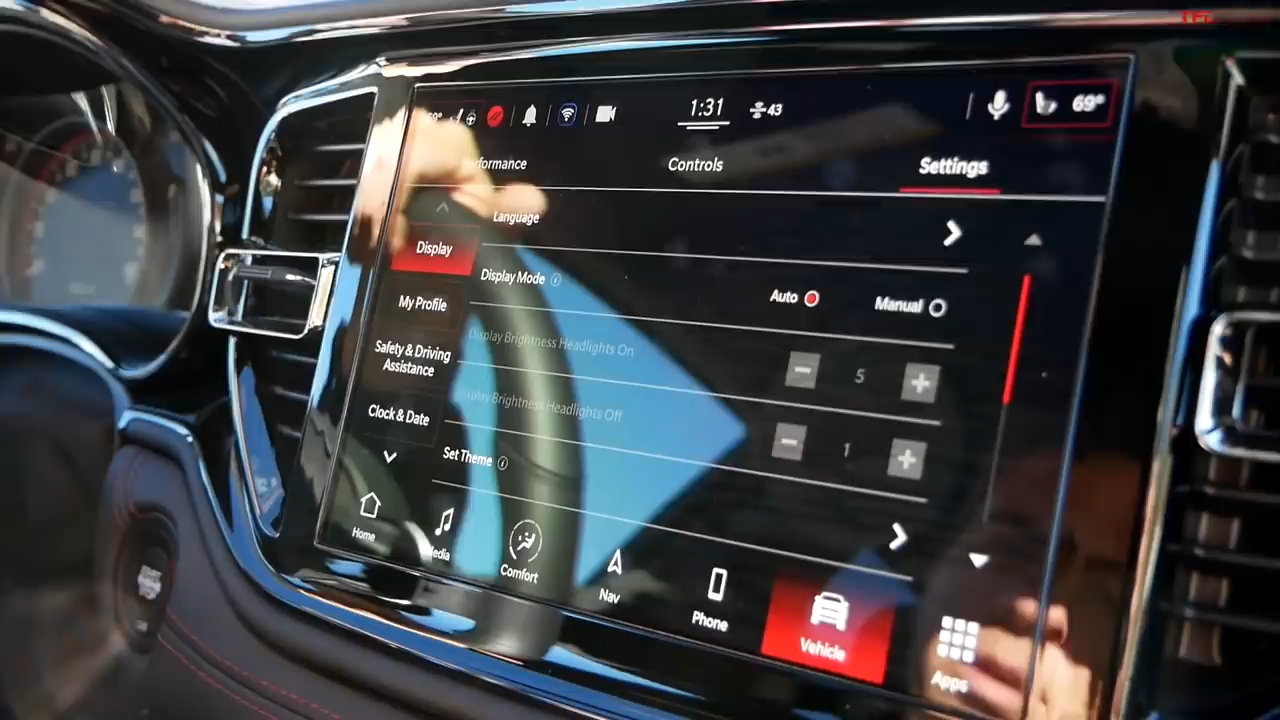 69° 1:31 43 69°
Controls Settings
Language
Display
Display Mode Auto Manual
My Profile
Display Brightness Headlights On 5
Safety & Driving
Assistance
Display Brightness Headlights Off 1
Clock & Date
Set Theme
Home Comfort Nav Phone Vehicle Apps